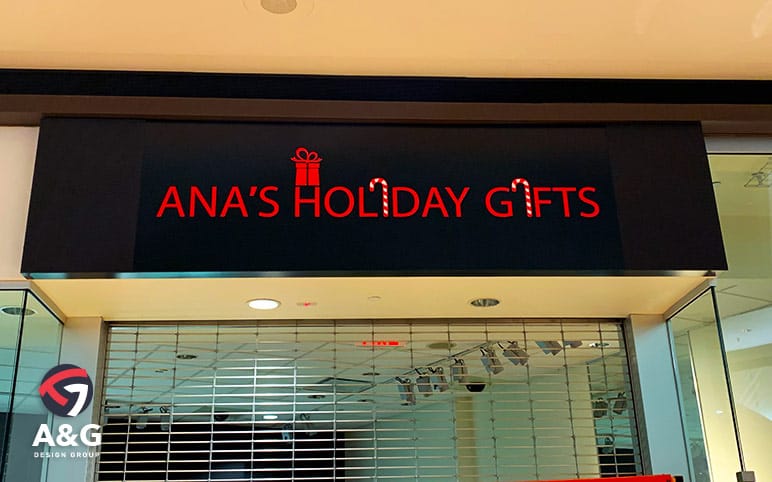 ANA'S HOLIDAY GIFTS
A&G
DESIGN GROUP